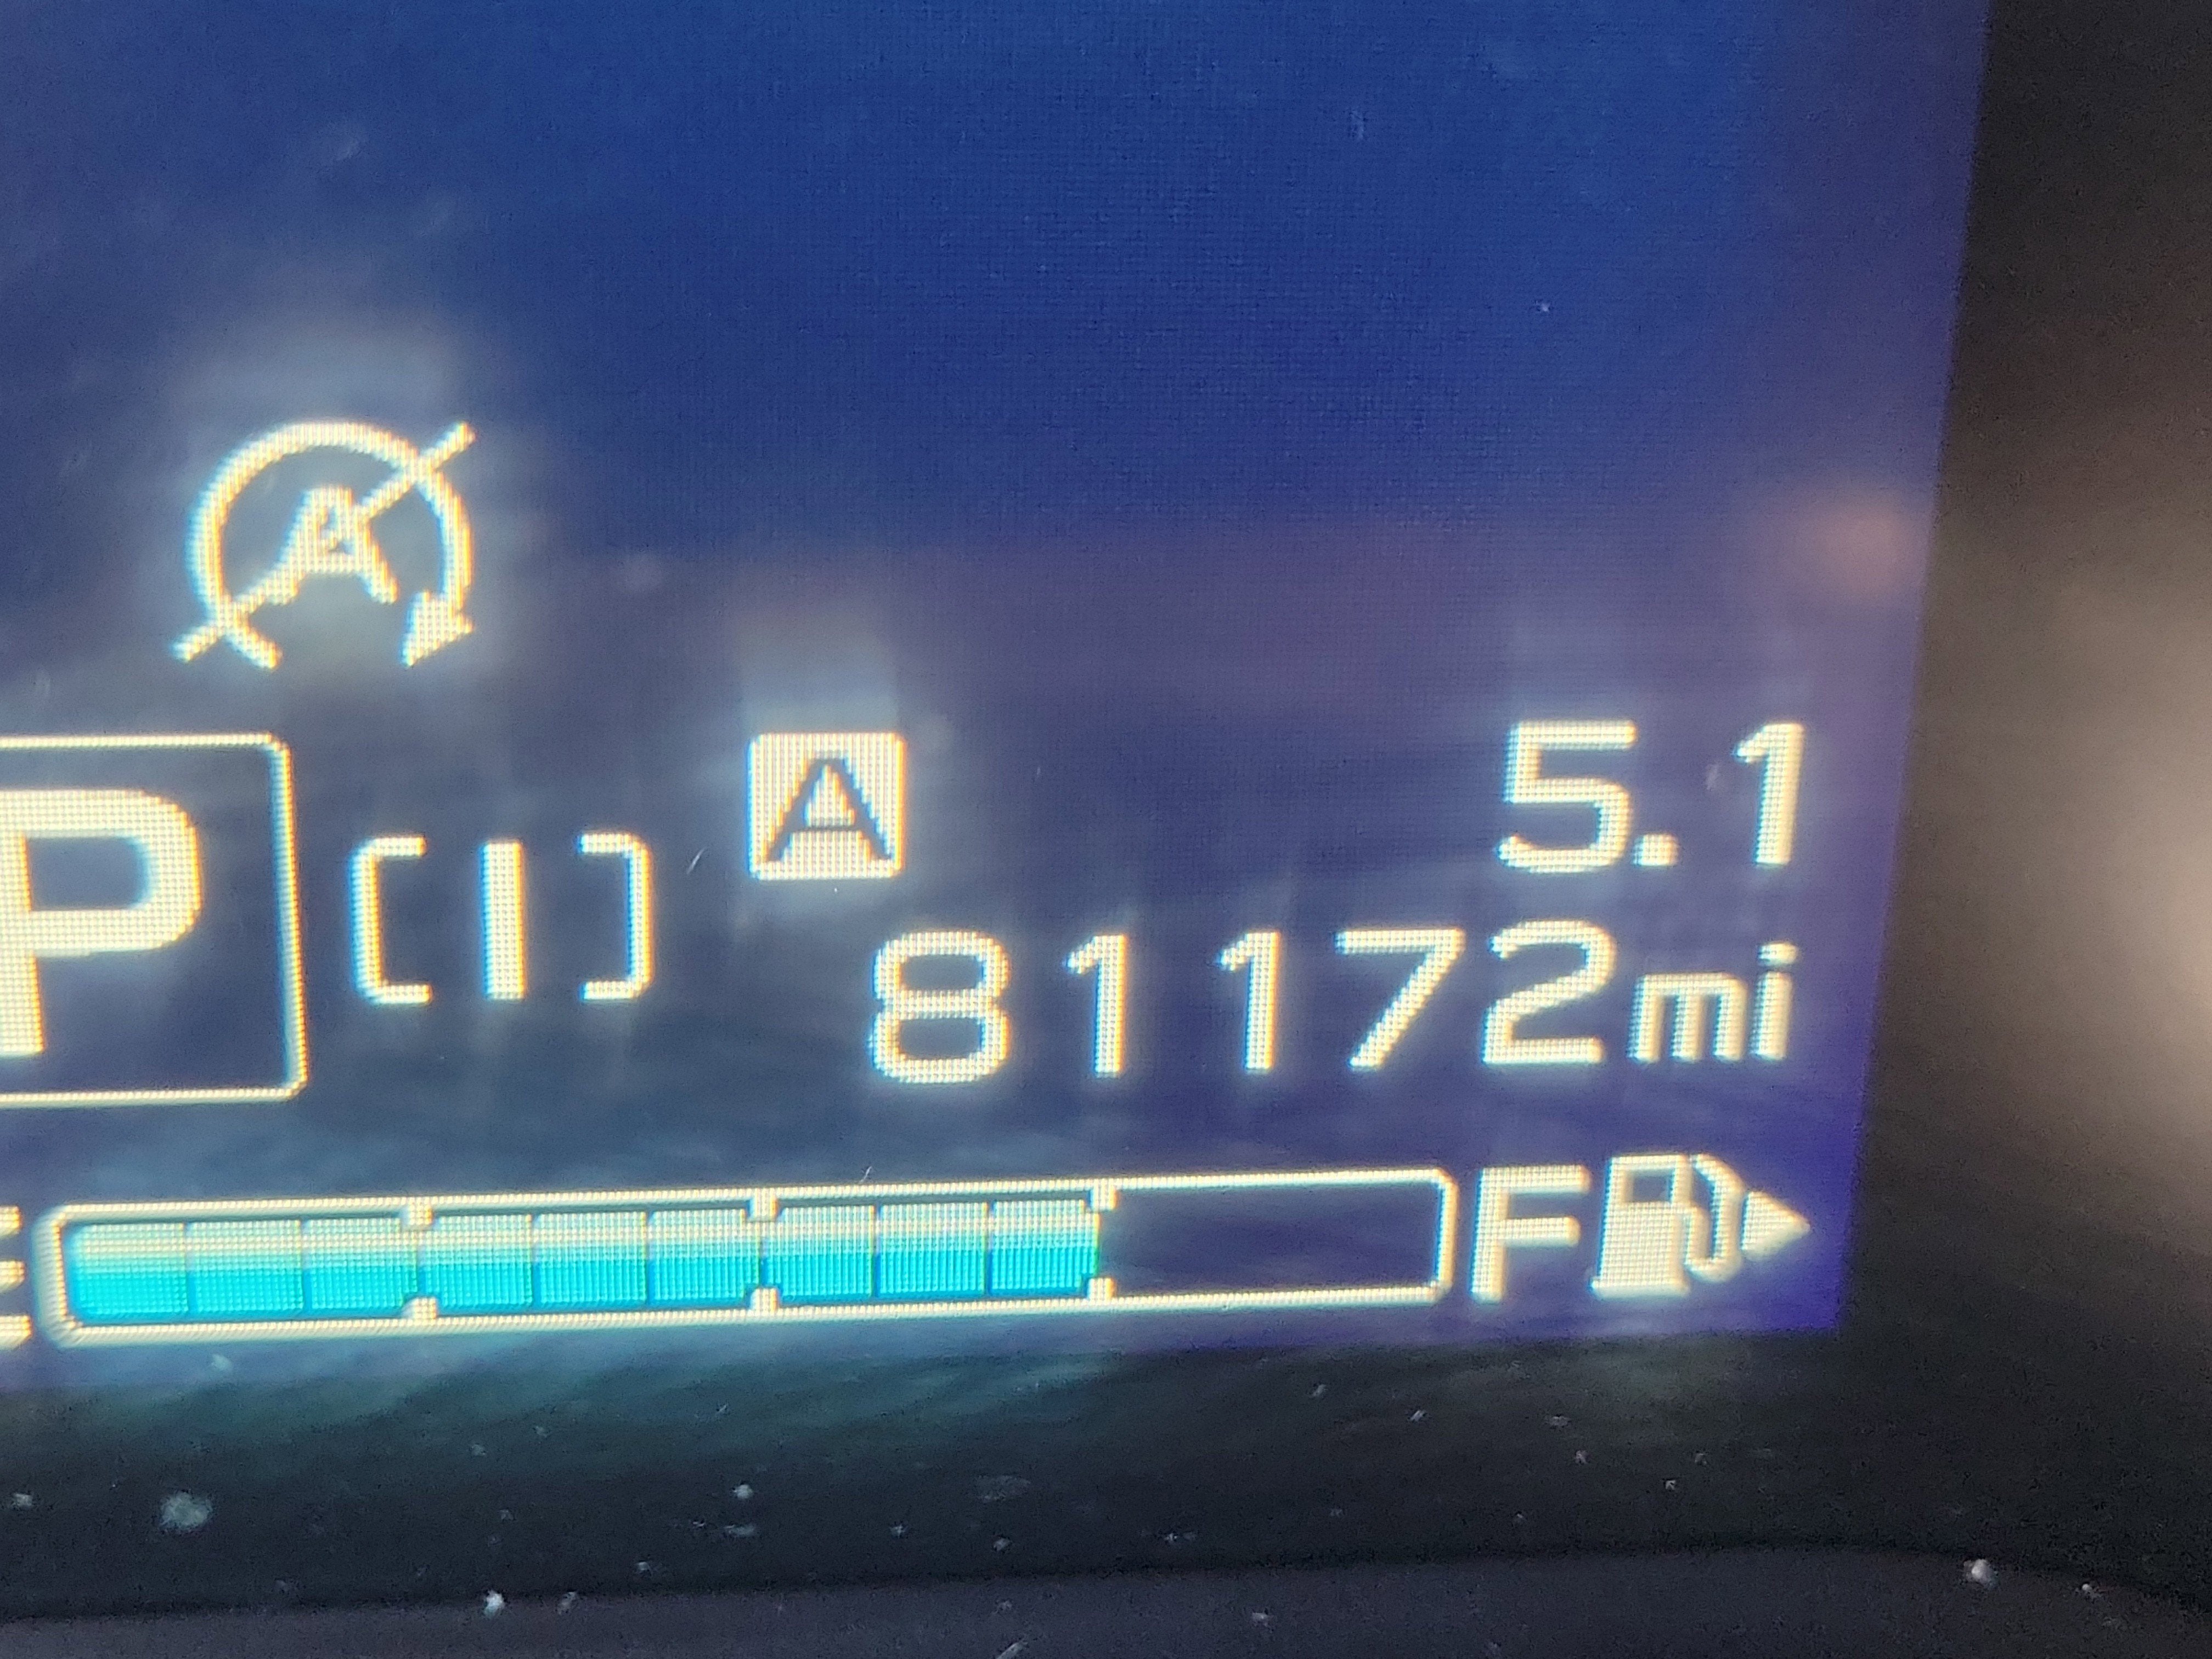 A
A 5.1
P [I] 81172mi
E F